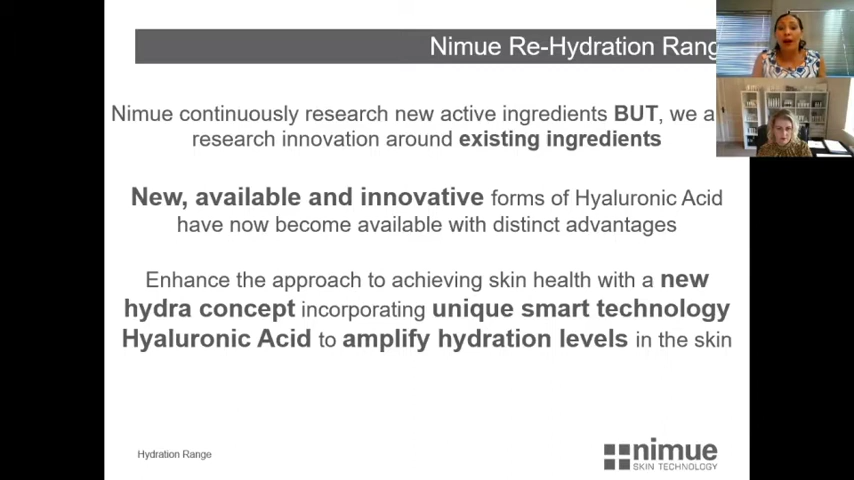 Nimue Re-Hydration
Nimue continuously research new active ingredients BUT, we
research innovation around existing ingredients
New, available and innovative forms of Hyaluronic Acid
have now become available with distinct advantages
Enhance the approach to achieving skin health with a new
hydra concept incorporating unique smart technology
Hyaluronic Acid to amplify hydration levels in the skin
Hydration Range
nimue
SKIN TECHNOLOGY